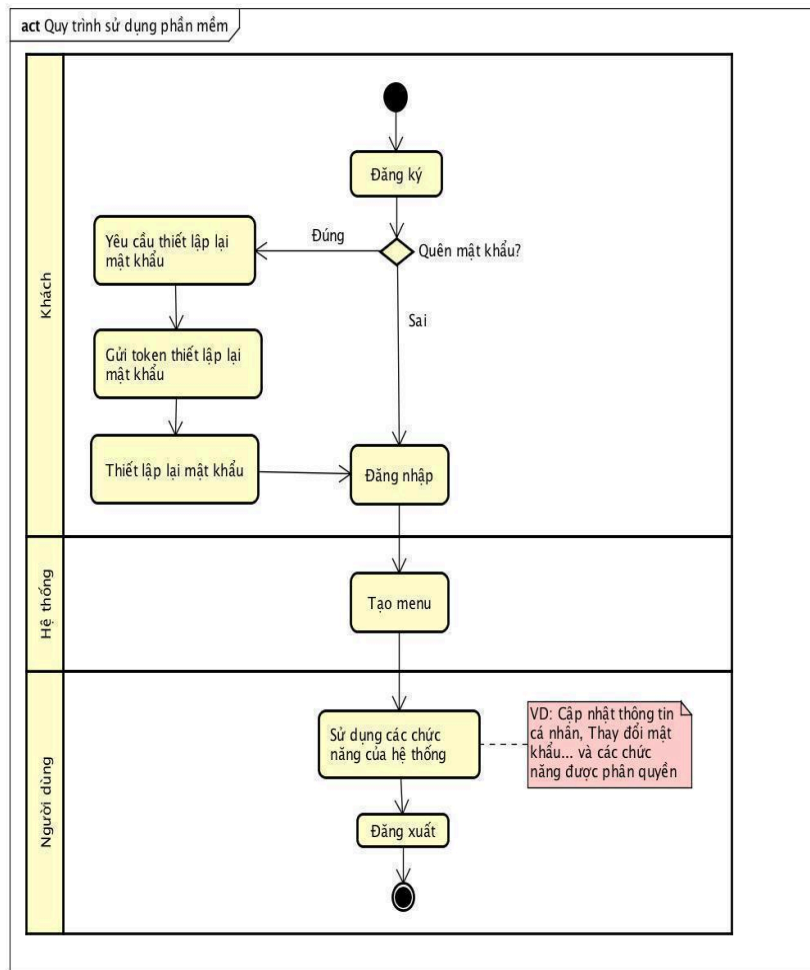 act Quy trình sử dụng phần mềm
Khách
Đăng ký
Quên mật khẩu?
Đúng
Sai
Yêu cầu thiết lập lại
mật khẩu
Gửi token thiết lập lại
mật khẩu
Thiết lập lại mật khẩu
Đăng nhập
Hệ thống
Tạo menu
Người dùng
Sử dụng các chức
năng của hệ thống
VD: Cập nhật thông tin
cá nhân, Thay đổi mật
khẩu... và các chức
năng được phân quyền
Đăng xuất